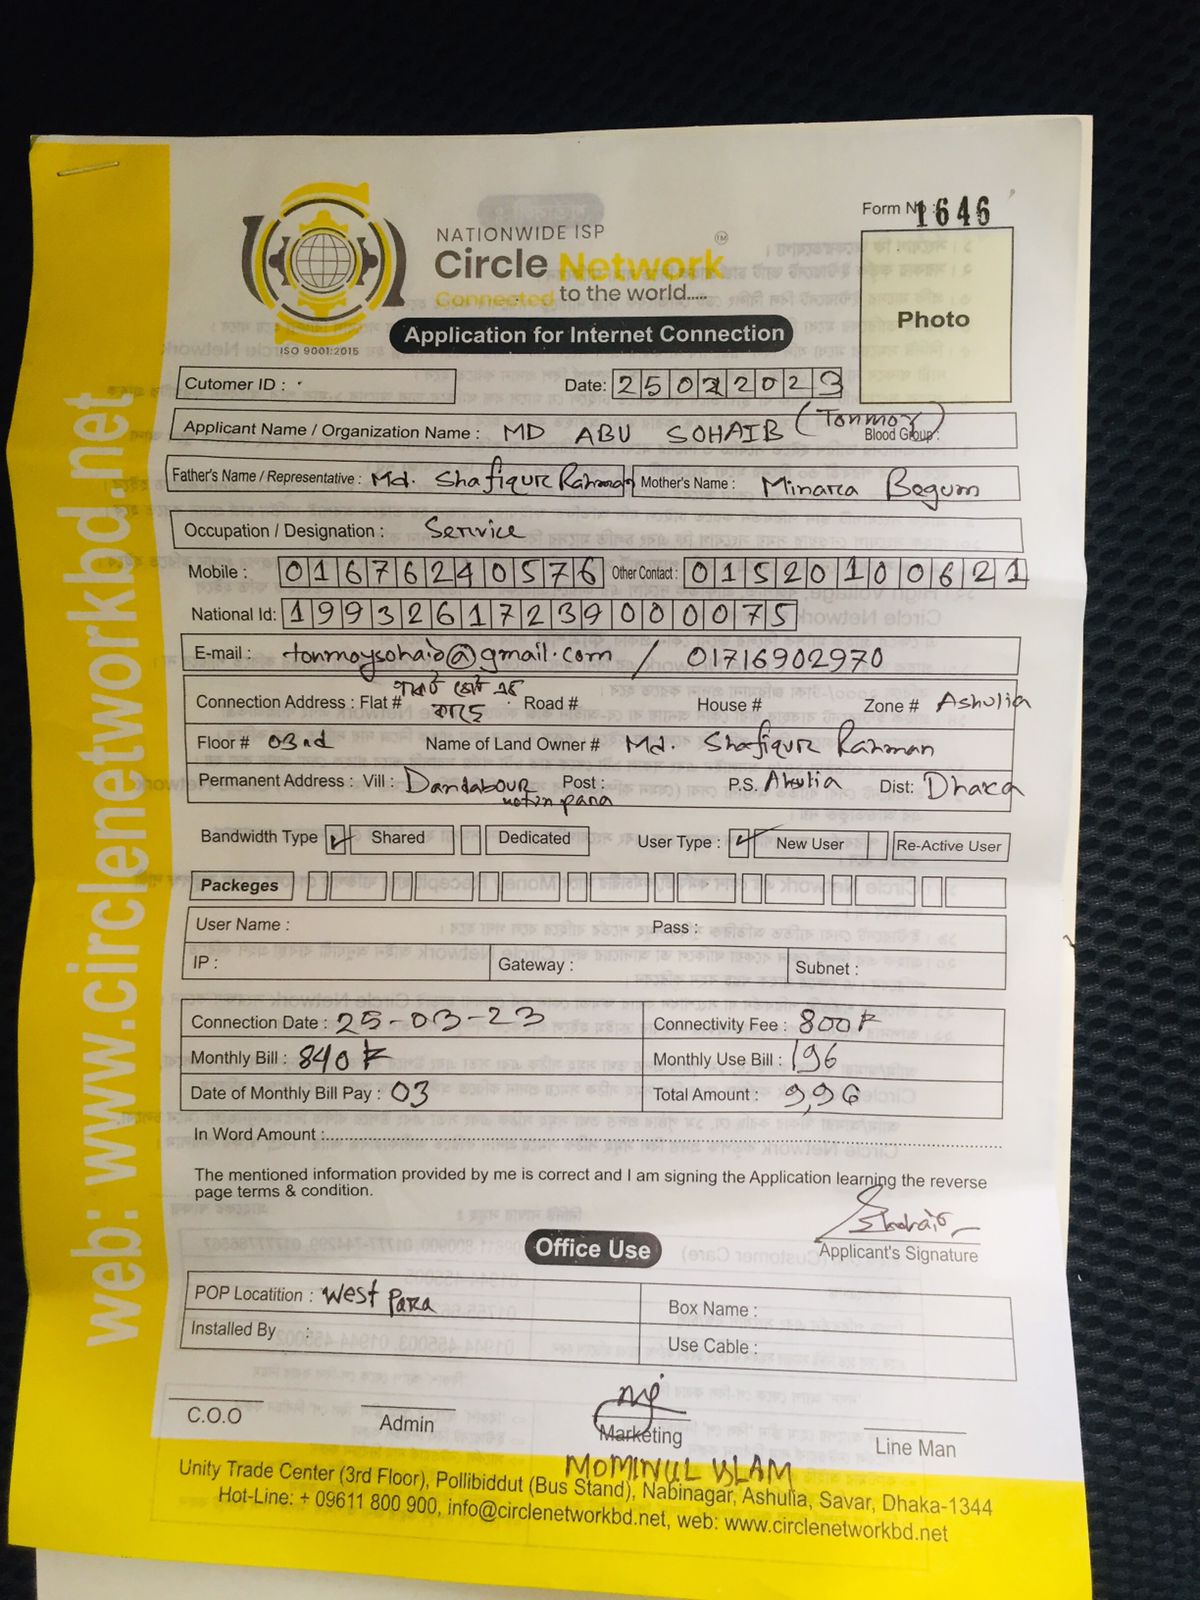 Form No : 1646
NATIONWIDE ISP
Circle Network ™
Connected to the world.....
ISO 9001:2015
Application for Internet Connection
Photo
web: www.circlenetworkbd.net
Cutomer ID :
Date: 25032023
Applicant Name / Organization Name : MD ABU SOHAIB (Tonmoy) Blood Group :
Father's Name / Representative : Md. Shafiqur Rahman Mother's Name : Minara Begum
Occupation / Designation : Service
Mobile : 01676240576 Other Contact : 01520100621
National Id: 19932617239000075
E-mail : tonmoysohaib@gmail.com / 01716902970
Connection Address : Flat # Road # House # Zone # Ashulia
Floor # 03rd Name of Land Owner # Md. Shafiqur Rahman
Permanent Address : Vill : Dandabour Post : P.S. Ahulia Dist: Dhaka
para
Bandwidth Type ✓ Shared Dedicated User Type : ✓ New User Re-Active User
Packeges
User Name : Pass :
IP : Gateway : Subnet :
Connection Date : 25-03-23 Connectivity Fee : 800
Monthly Bill : 840 Monthly Use Bill : 196
Date of Monthly Bill Pay : 03 Total Amount : 996
In Word Amount :
The mentioned information provided by me is correct and I am signing the Application learning the reverse
page terms & condition.
Sohaib
Applicant's Signature
Office Use
POP Locatition : West Para Box Name :
Installed By : Use Cable :
C.O.O Admin Marketing Line Man
MOMINUL ISLAM
Unity Trade Center (3rd Floor), Pollibiddut (Bus Stand), Nabinagar, Ashulia, Savar, Dhaka-1344
Hot-Line: + 09611 800 900, info@circlenetworkbd.net, web: www.circlenetworkbd.net